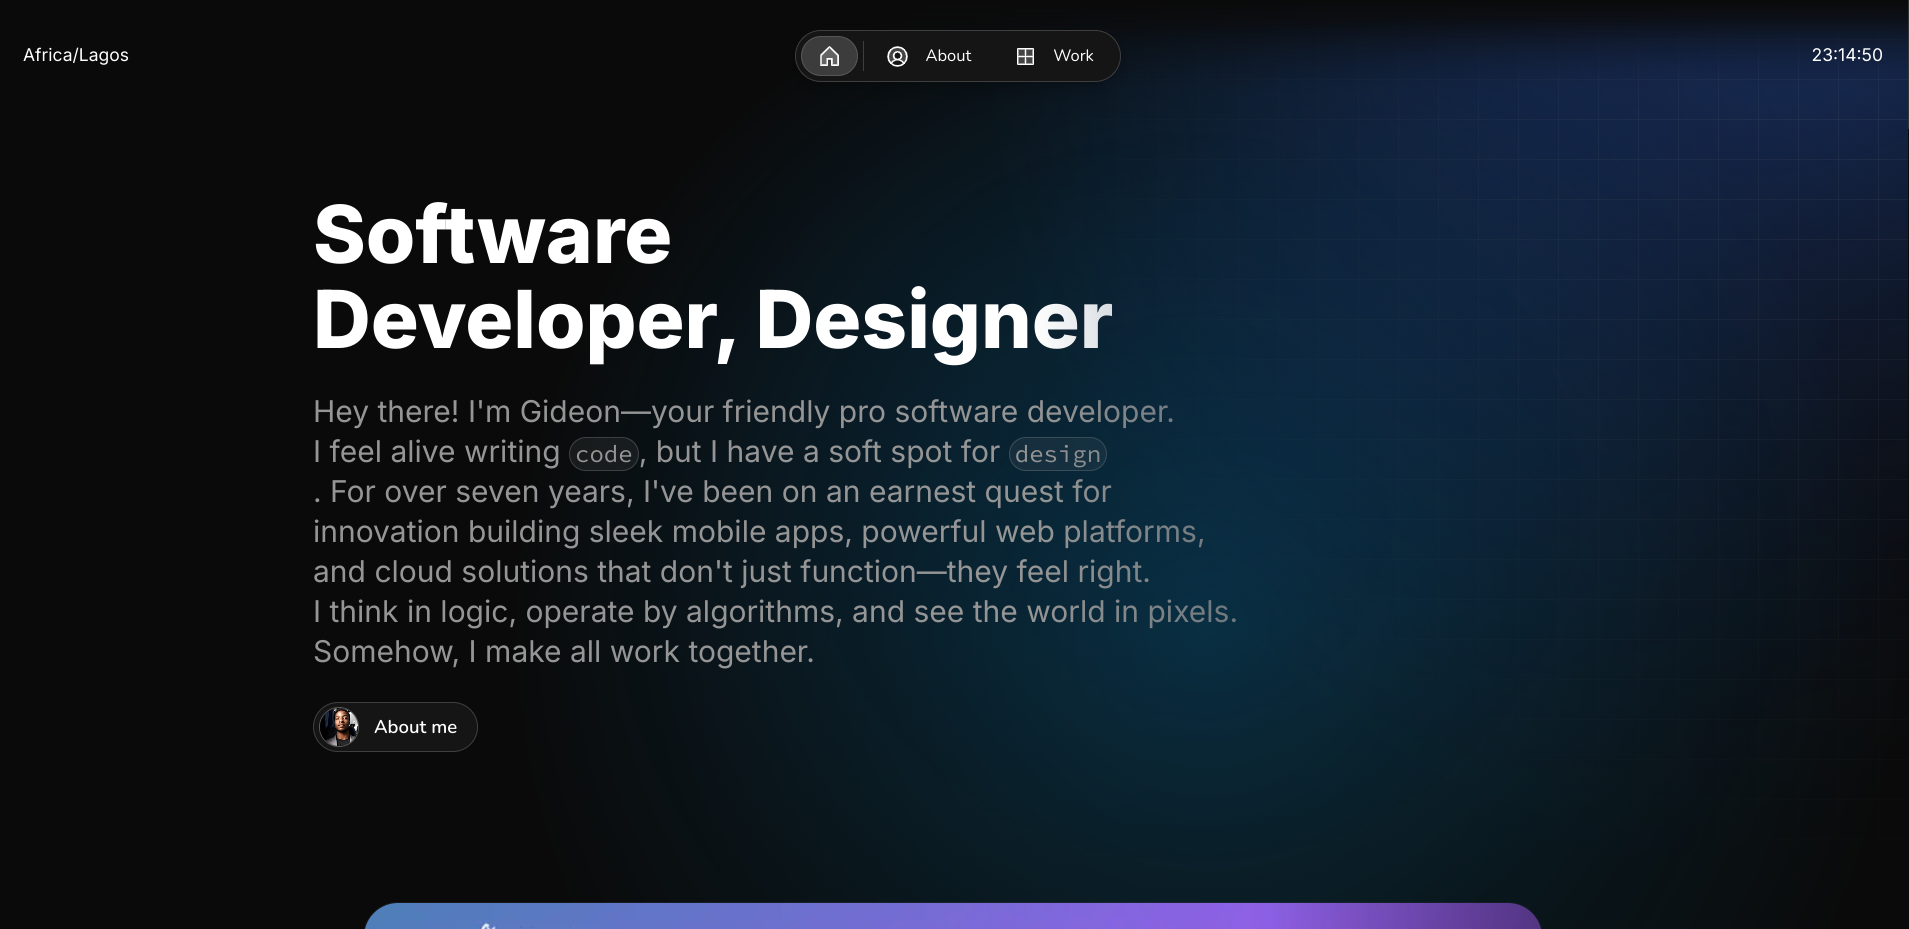 Africa/Lagos
About
Work
23:14:50
Software
Developer, Designer
Hey there! I'm Gideon—your friendly pro software developer.
I feel alive writing code, but I have a soft spot for design
. For over seven years, I've been on an earnest quest for
innovation building sleek mobile apps, powerful web platforms,
and cloud solutions that don't just function—they feel right.
I think in logic, operate by algorithms, and see the world in pixels.
Somehow, I make all work together.
About me